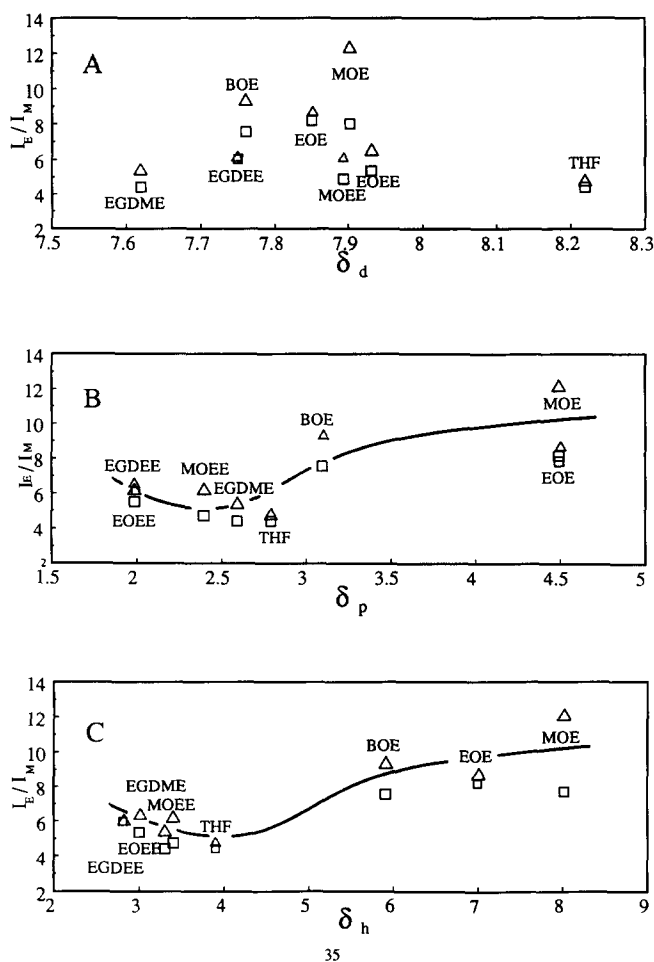 14
12
10
8
6
4
2
I_E / I_M
A
BOE
MOE
EOE
EGDEE
EGDME
MOEE
EOEE
THF
7.5
7.6
7.7
7.8
7.9
8
8.1
8.2
8.3
δ_d
14
12
10
8
6
4
2
I_E / I_M
B
BOE
MOE
EGDEE
MOEE
EGDME
EOE
EOEE
THF
1.5
2
2.5
3
3.5
4
4.5
5
δ_p
14
12
10
8
6
4
2
I_E / I_M
C
BOE
EOE
MOE
EGDME
MOEE
THF
EOEE
EGDEE
2
3
4
5
6
7
8
9
δ_h
35